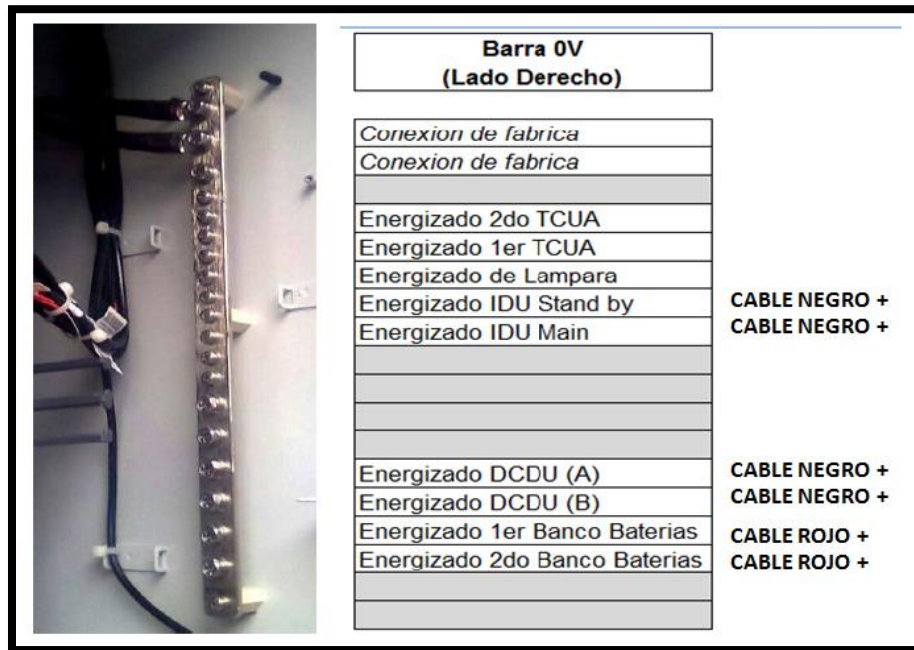 Barra 0V
(Lado Derecho)
Conexion de fabrica
Conexion de fabrica
Energizado 2do TCUA
Energizado 1er TCUA
Energizado de Lampara
Energizado IDU Stand by CABLE NEGRO +
Energizado IDU Main CABLE NEGRO +
Energizado DCDU (A) CABLE NEGRO +
Energizado DCDU (B) CABLE NEGRO +
Energizado 1er Banco Baterias CABLE ROJO +
Energizado 2do Banco Baterias CABLE ROJO +